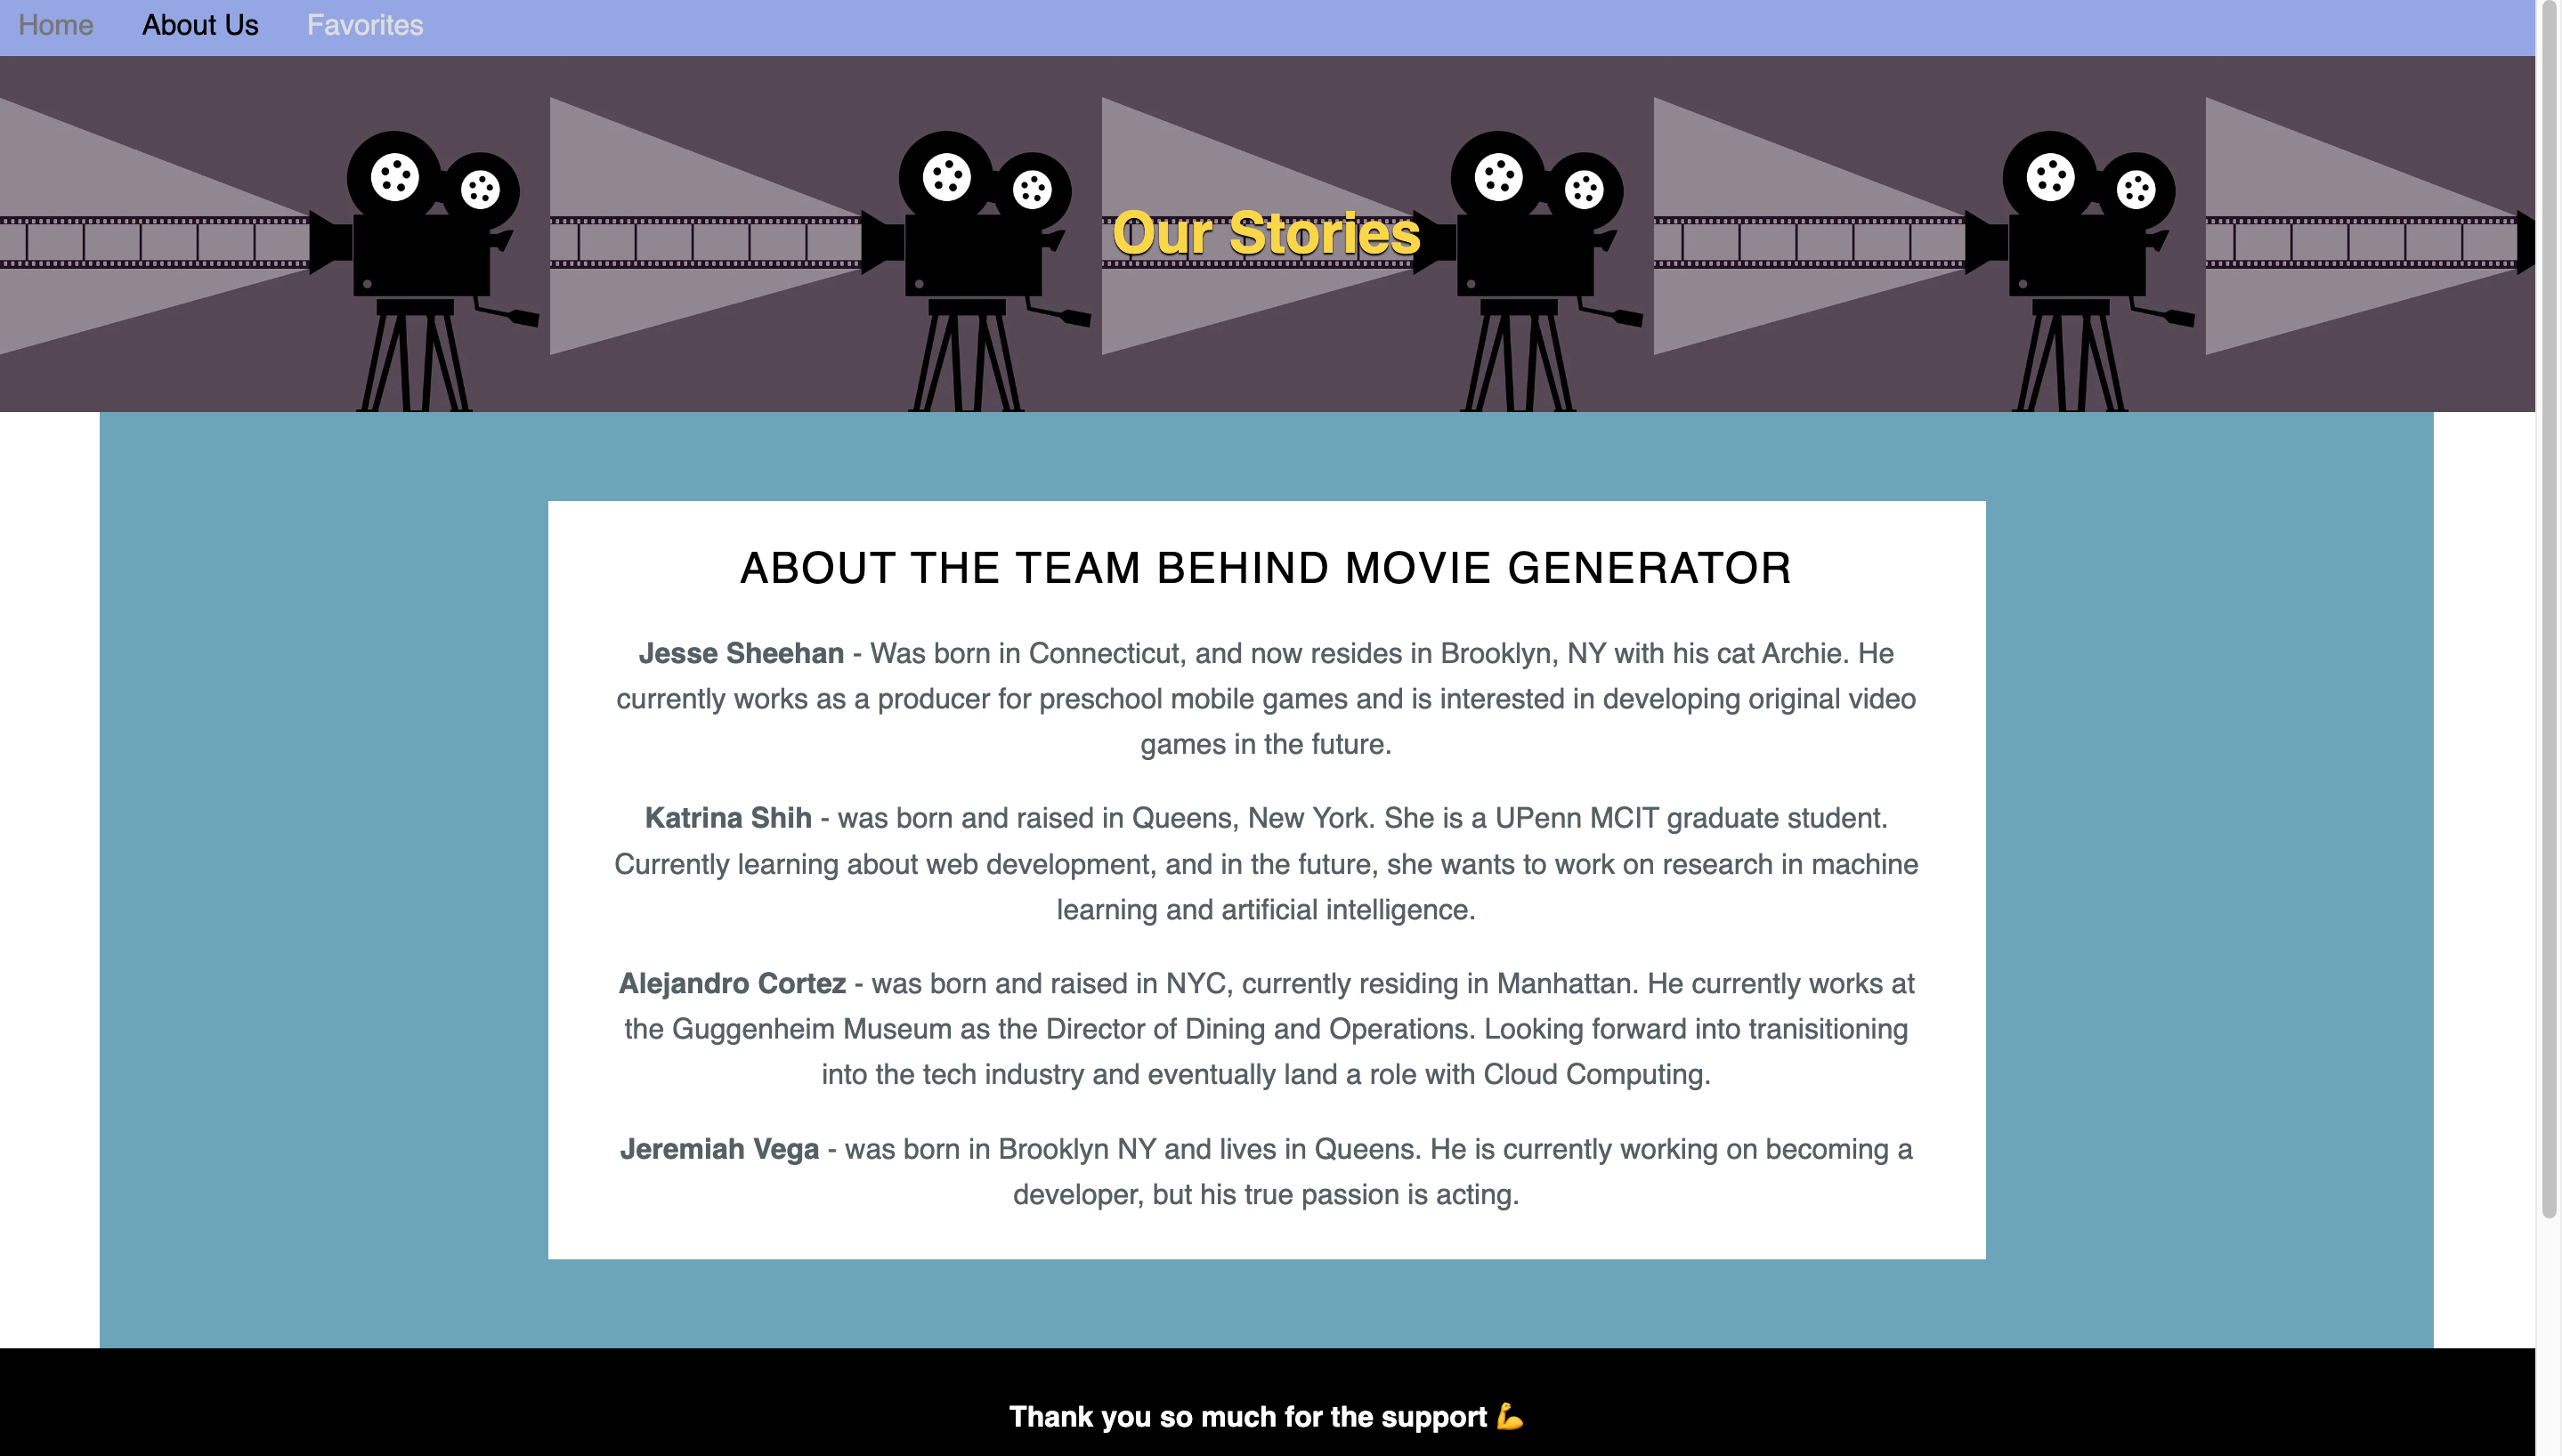 Home About Us Favorites
Our Stories
ABOUT THE TEAM BEHIND MOVIE GENERATOR
Jesse Sheehan - Was born in Connecticut, and now resides in Brooklyn, NY with his cat Archie. He
currently works as a producer for preschool mobile games and is interested in developing original video
games in the future.
Katrina Shih - was born and raised in Queens, New York. She is a UPenn MCIT graduate student.
Currently learning about web development, and in the future, she wants to work on research in machine
learning and artificial intelligence.
Alejandro Cortez - was born and raised in NYC, currently residing in Manhattan. He currently works at
the Guggenheim Museum as the Director of Dining and Operations. Looking forward into tranisitioning
into the tech industry and eventually land a role with Cloud Computing.
Jeremiah Vega - was born in Brooklyn NY and lives in Queens. He is currently working on becoming a
developer, but his true passion is acting.
Thank you so much for the support 💪